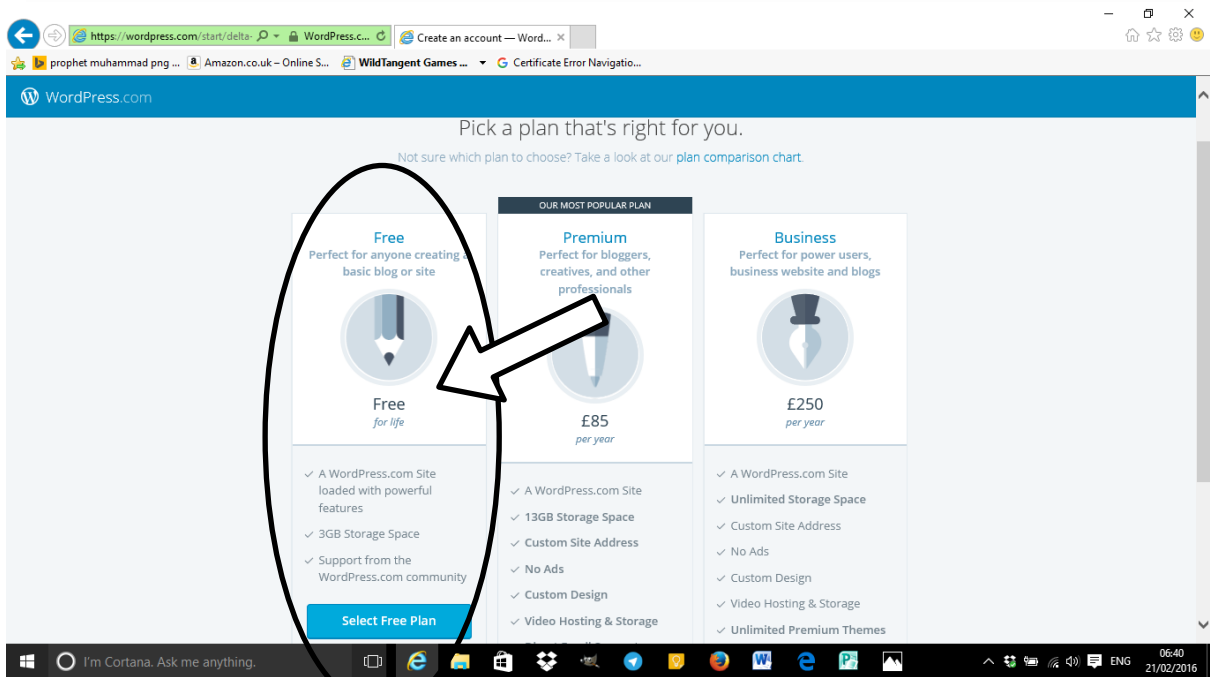 https://wordpress.com/start/delta-
WordPress.c...
Create an account — Word...
prophet muhammad png ...
Amazon.co.uk – Online S...
WildTangent Games ...
Certificate Error Navigatio...
WordPress.com
Pick a plan that's right for you.
Not sure which plan to choose? Take a look at our plan comparison chart.
Free
Perfect for anyone creating a
basic blog or site
Free
for life
A WordPress.com Site
loaded with powerful
features
3GB Storage Space
Support from the
WordPress.com community
Select Free Plan
OUR MOST POPULAR PLAN
Premium
Perfect for bloggers,
creatives, and other
professionals
£85
per year
A WordPress.com Site
13GB Storage Space
Custom Site Address
No Ads
Custom Design
Video Hosting & Storage
Business
Perfect for power users,
business website and blogs
£250
per year
A WordPress.com Site
Unlimited Storage Space
Custom Site Address
No Ads
Custom Design
Video Hosting & Storage
Unlimited Premium Themes
I'm Cortana. Ask me anything.
ENG
06:40
21/02/2016